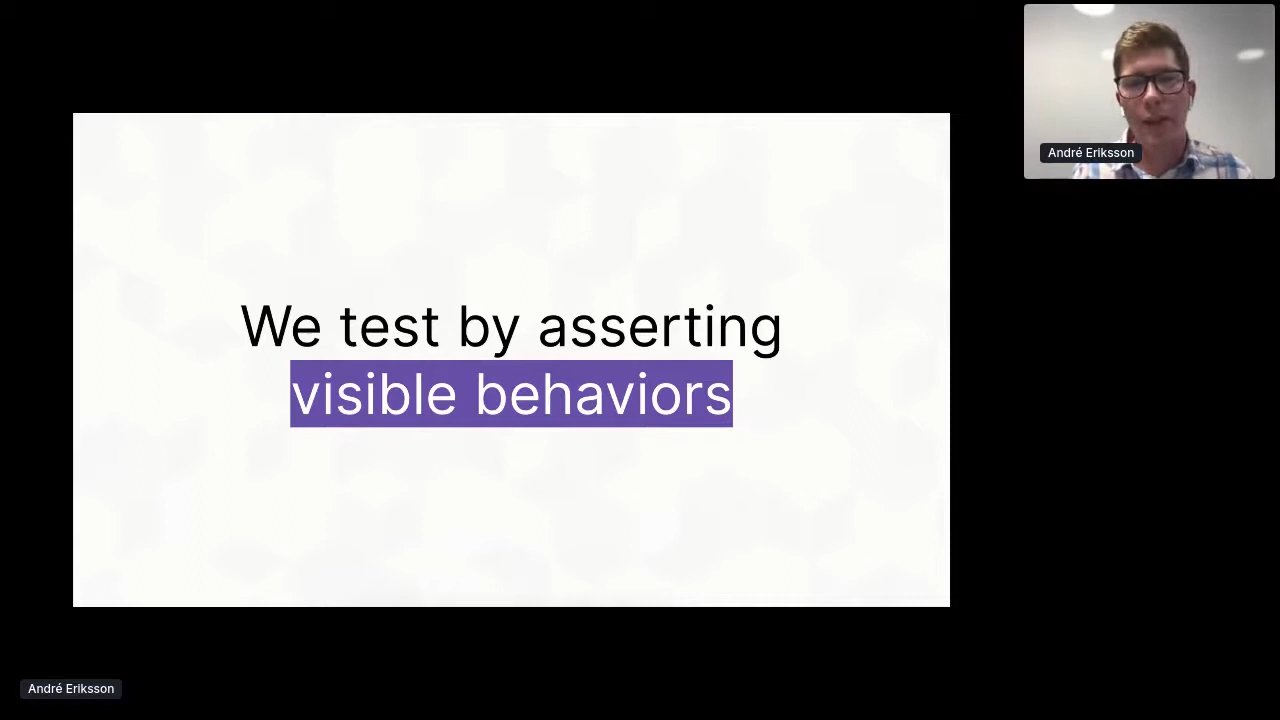 André Eriksson
We test by asserting
visible behaviors
André Eriksson